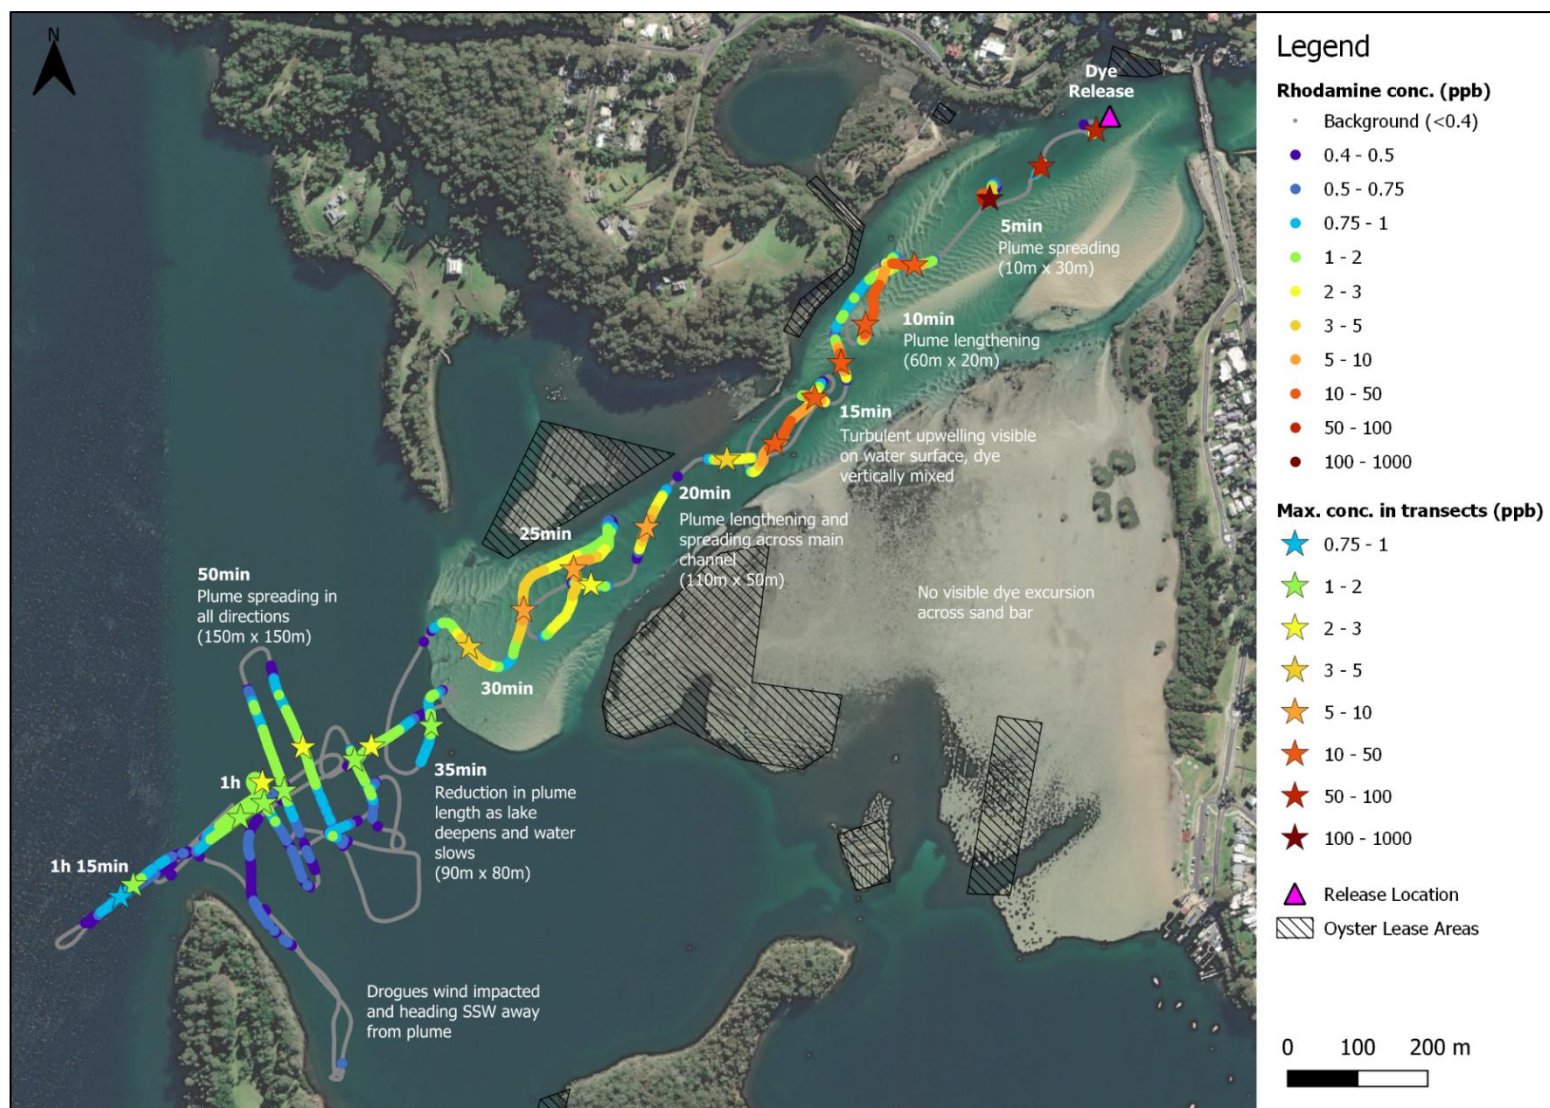 N
Dye
Release
5min
Plume spreading
(10m x 30m)
10min
Plume lengthening
(60m x 20m)
15min
Turbulent upwelling visible
on water surface, dye
vertically mixed
20min
Plume lengthening and
spreading across main
channel
(110m x 50m)
25min
No visible dye excursion
across sand bar
50min
Plume spreading in
all directions
(150m x 150m)
30min
35min
Reduction in plume
length as lake
deepens and water
slows
(90m x 80m)
1h
1h 15min
Drogues wind impacted
and heading SSW away
from plume
Legend
Rhodamine conc. (ppb)
Background (<0.4)
0.4 - 0.5
0.5 - 0.75
0.75 - 1
1 - 2
2 - 3
3 - 5
5 - 10
10 - 50
50 - 100
100 - 1000
Max. conc. in transects (ppb)
0.75 - 1
1 - 2
2 - 3
3 - 5
5 - 10
10 - 50
50 - 100
100 - 1000
Release Location
Oyster Lease Areas
0 100 200 m